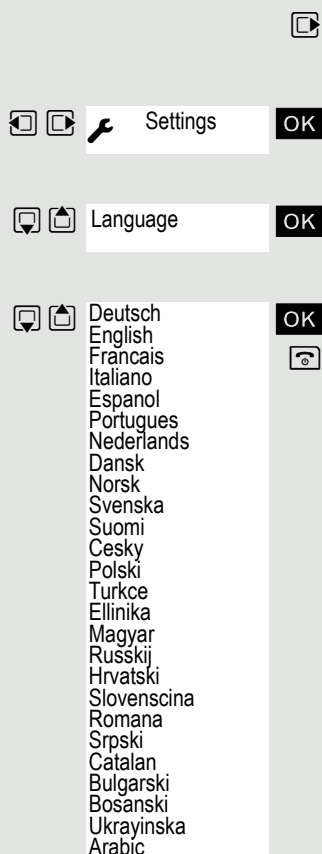 Settings OK
Language OK
Deutsch OK
English
Francais
Italiano
Espanol
Portugues
Nederlands
Dansk
Norsk
Svenska
Suomi
Cesky
Polski
Turkce
Ellinika
Magyar
Russkij
Hrvatski
Slovenscina
Romana
Srpski
Catalan
Bulgarski
Bosanski
Ukrayinska
Arabic